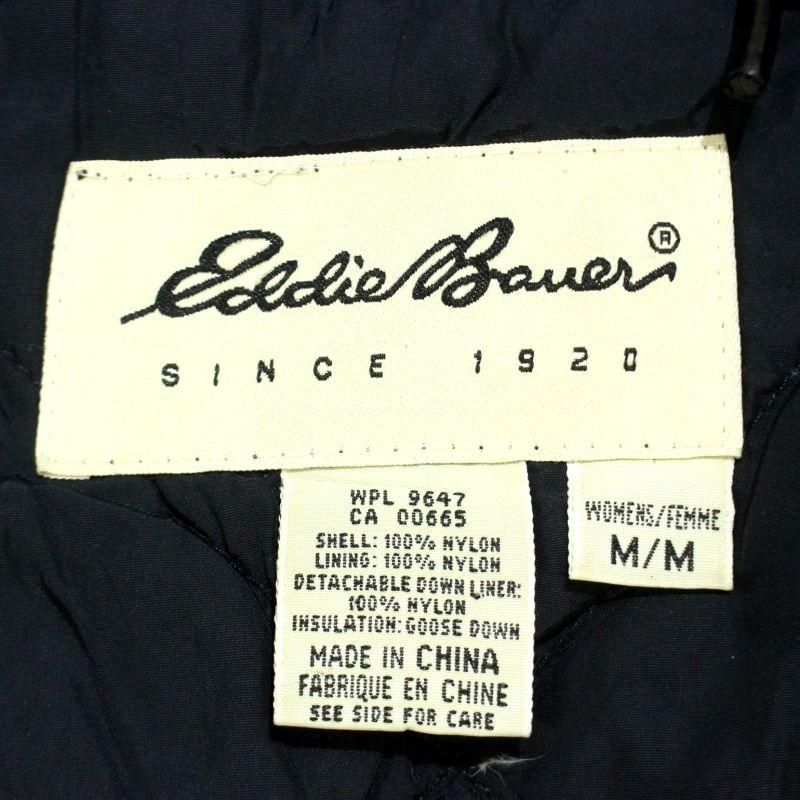 Eddie Bauer ®
SINCE 1920
WPL 9647
CA 00665
SHELL: 100% NYLON
LINING: 100% NYLON
DETACHABLE DOWN LINER:
100% NYLON
INSULATION: GOOSE DOWN
MADE IN CHINA
FABRIQUE EN CHINE
SEE SIDE FOR CARE
WOMENS/FEMME
M/M